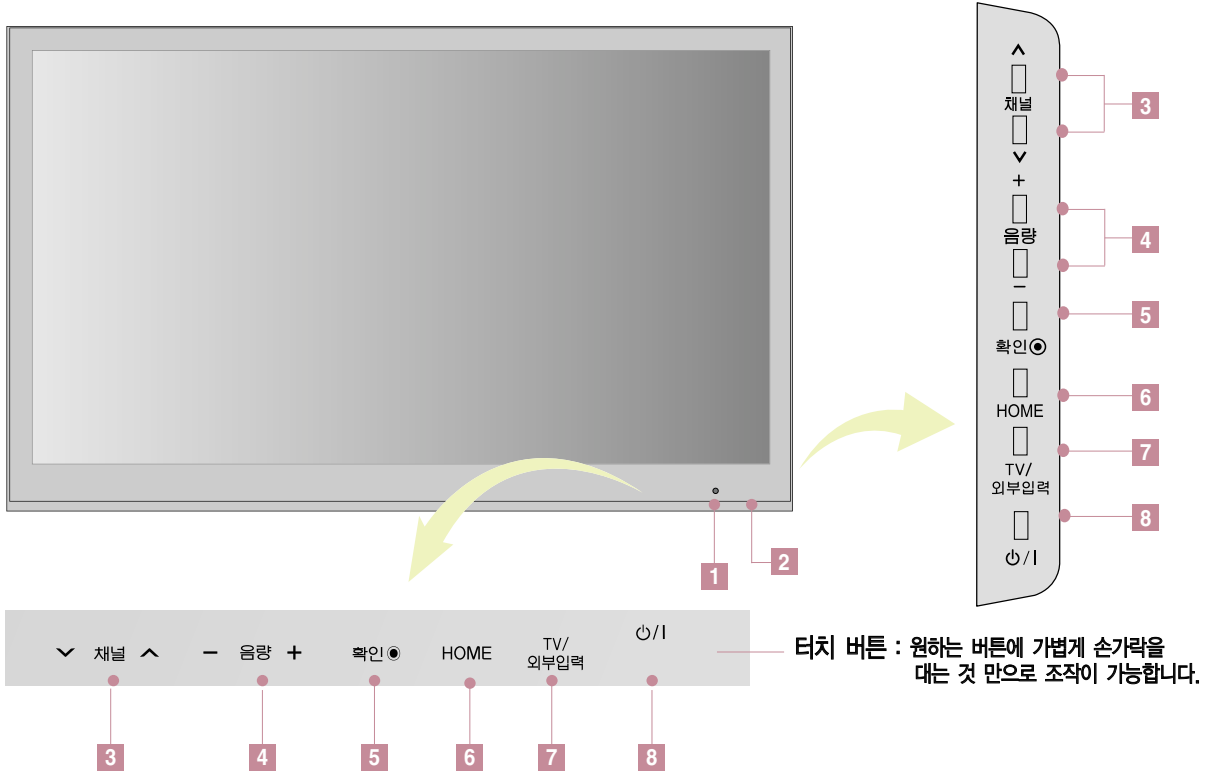 ∧
채널
3
∨
+
음량
4
−
5
확인◉
6
HOME
7
TV/
외부입력
8
⏻/I
1
2
∨ 채널 ∧ − 음량 + 확인◉ HOME TV/
외부입력 ⏻/I
터치 버튼 : 원하는 버튼에 가볍게 손가락을
대는 것 만으로 조작이 가능합니다.
3 4 5 6 7 8